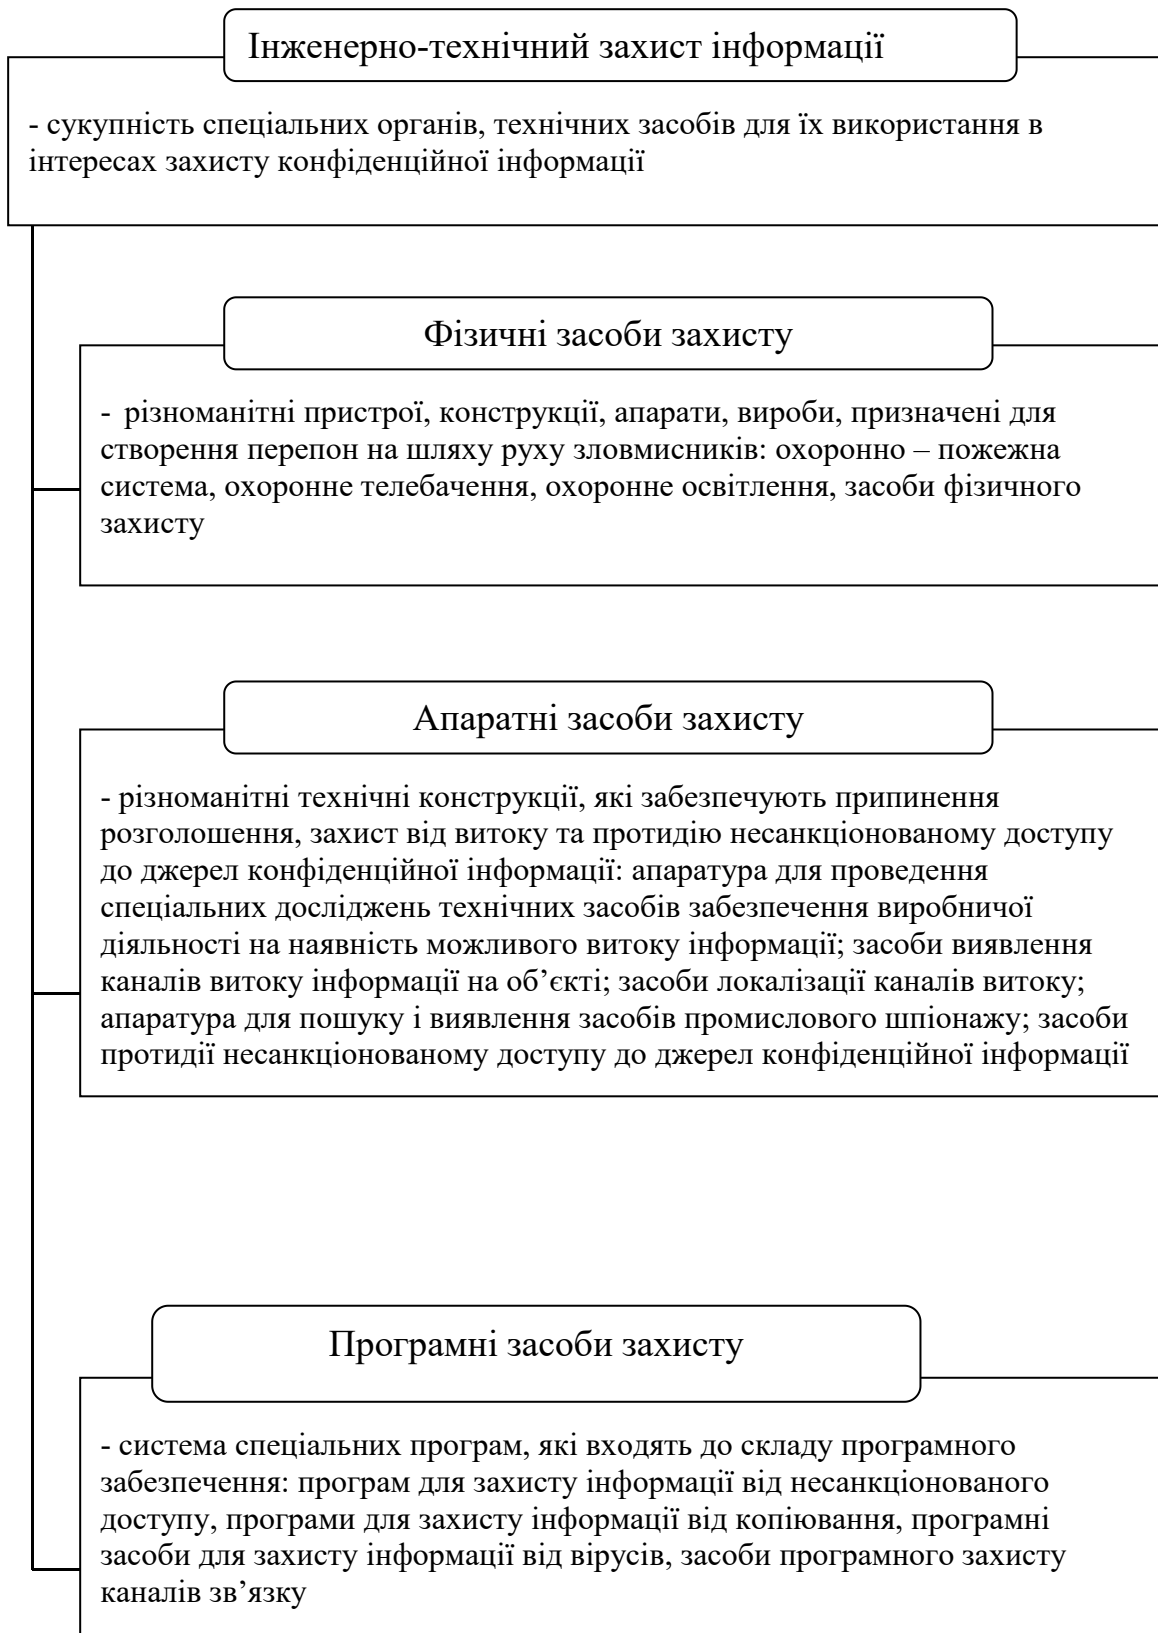 Інженерно-технічний захист інформації
- сукупність спеціальних органів, технічних засобів для їх використання в
інтересах захисту конфіденційної інформації
Фізичні засоби захисту
- різноманітні пристрої, конструкції, апарати, вироби, призначені для
створення перепон на шляху руху зловмисників: охоронно – пожежна
система, охоронне телебачення, охоронне освітлення, засоби фізичного
захисту
Апаратні засоби захисту
- різноманітні технічні конструкції, які забезпечують припинення
розголошення, захист від витоку та протидію несанкціонованому доступу
до джерел конфіденційної інформації: апаратура для проведення
спеціальних досліджень технічних засобів забезпечення виробничої
діяльності на наявність можливого витоку інформації; засоби виявлення
каналів витоку інформації на об’єкті; засоби локалізації каналів витоку;
апаратура для пошуку і виявлення засобів промислового шпіонажу; засоби
протидії несанкціонованому доступу до джерел конфіденційної інформації
Програмні засоби захисту
- система спеціальних програм, які входять до складу програмного
забезпечення: програм для захисту інформації від несанкціонованого
доступу, програми для захисту інформації від копіювання, програмні
засоби для захисту інформації від вірусів, засоби програмного захисту
каналів зв’язку